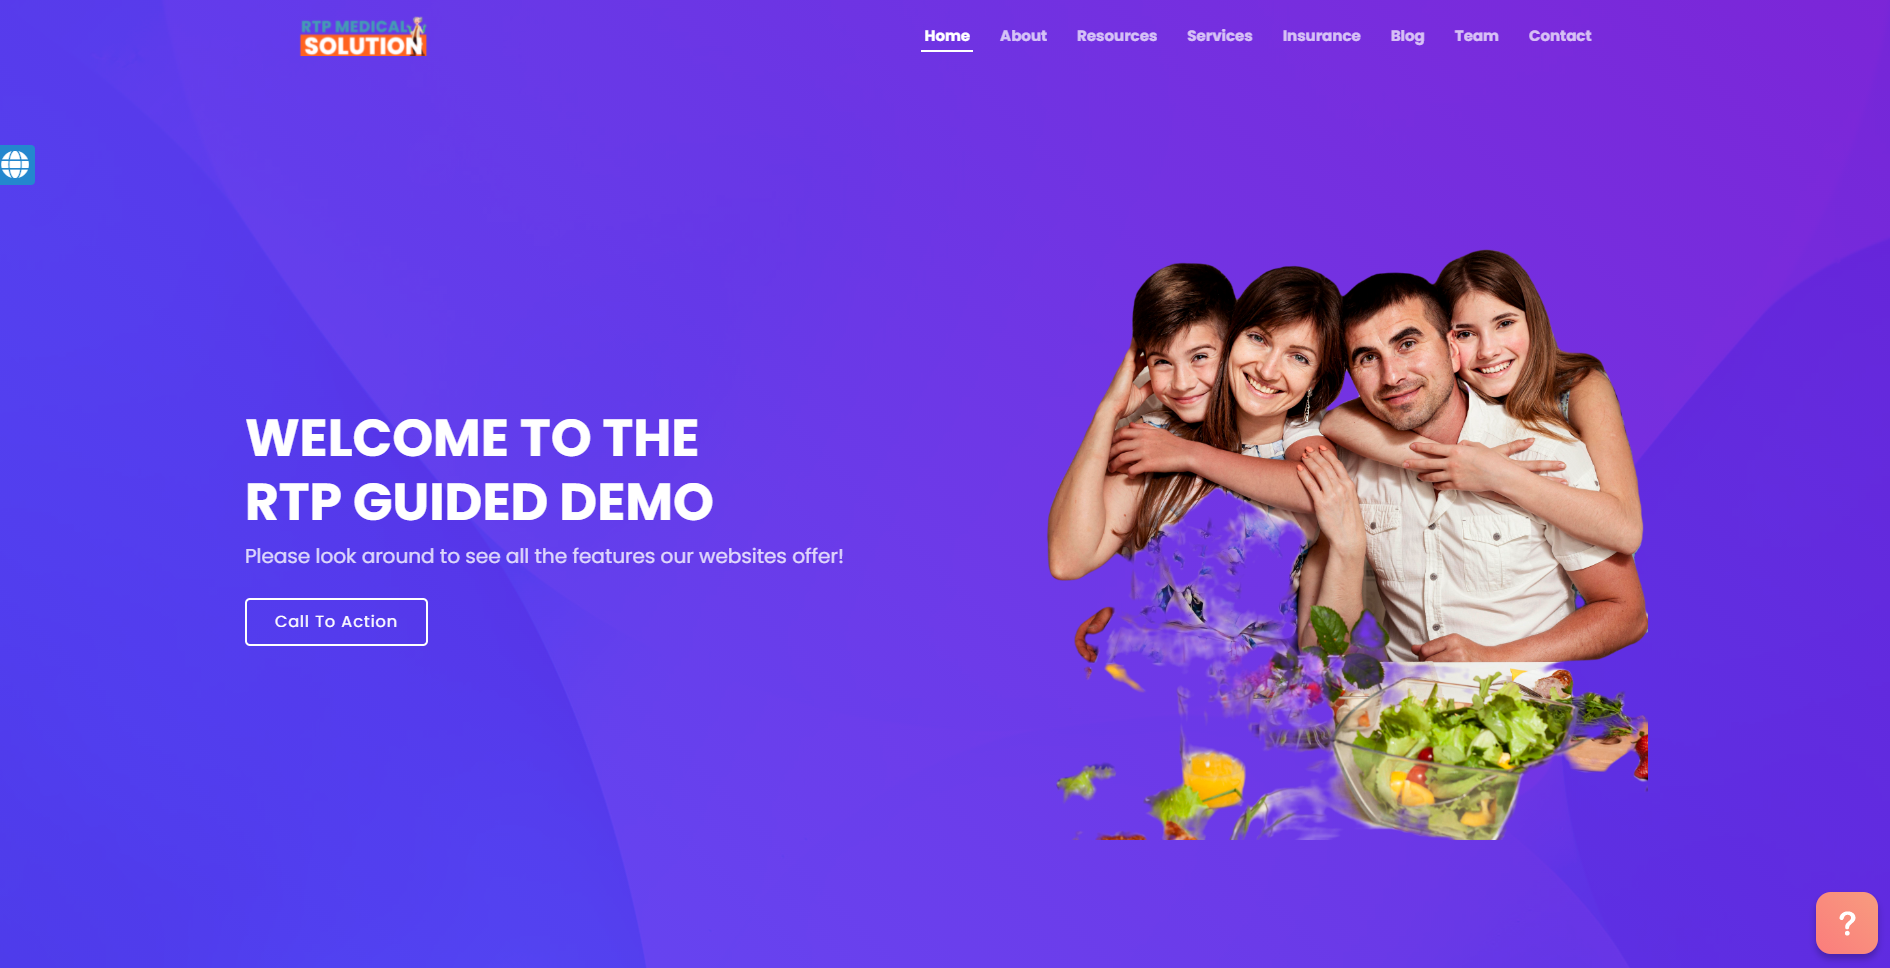 RTP MEDICAL
SOLUTION
Home About Resources Services Insurance Blog Team Contact
WELCOME TO THE
RTP GUIDED DEMO
Please look around to see all the features our websites offer!
Call To Action
?